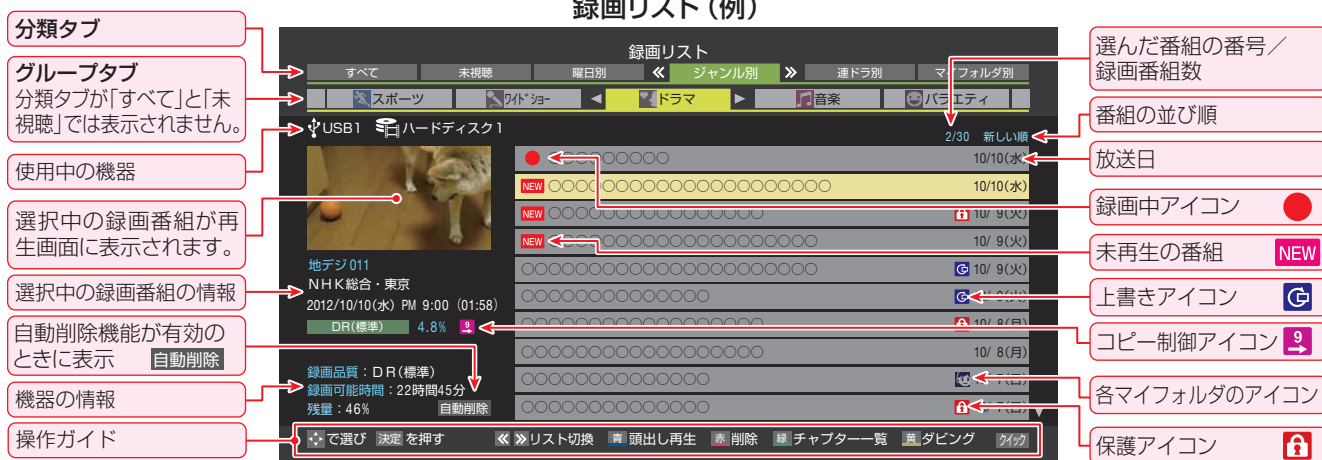 録画リスト（例）
分類タブ
グループタブ
分類タブが「すべて」と「未
視聴」では表示されません。
使用中の機器
選択中の録画番組が再
生画面に表示されます。
選択中の録画番組の情報
自動削除機能が有効の
ときに表示 自動削除
機器の情報
操作ガイド
録画リスト
すべて 未視聴 曜日別 ≪ ジャンル別 ≫ 連ドラ別 マイフォルダ別
スポーツ ワイドショー ◀ ドラマ ▶ 音楽 バラエティ
USB1 ハードディスク1
2/30 新しい順
○○○○○○○○ 10/10(水)
NEW ○○○○○○○○○○○○○○○○○○○○○ 10/10(水)
NEW ○○○○○○○○○○○○○○○○ 10/ 9(火)
NEW ○○○○○○○○○○○○○○○○○○○○ 10/ 9(火)
○○○○○○○○○○○○○○○○○○○○○○ 10/ 9(火)
○○○○○○○○○○○○○○
○○○○○○○○○○○○○○○○○○ 10/ 8(月)
○○○○○○○○○○○○○○○○○○ 10/ 8(月)
○○○○○○○○○○○○○○
○○○○○○○○○○○○○○
地デジ011
NHK総合・東京
2012/10/10(水) PM 9:00 (01:58)
DR(標準) 4.8% 9
録画品質：DR(標準)
録画可能時間：22時間45分
残量：46% 自動削除
で選び 決定 を押す ≪ ≫リスト切換 青 頭出し再生 赤 削除 緑 チャプター一覧 黄 ダビング クイック
選んだ番組の番号／
録画番組数
番組の並び順
放送日
録画中アイコン
未再生の番組 NEW
上書きアイコン
コピー制御アイコン 9
各マイフォルダのアイコン
保護アイコン